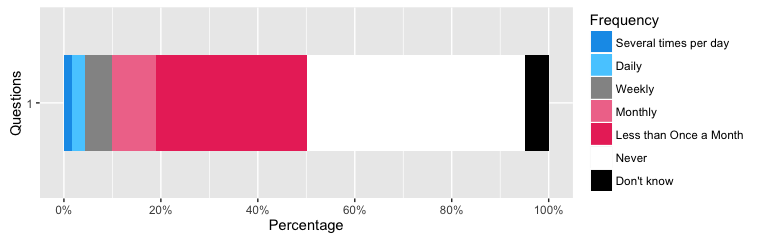 Frequency
Several times per day
Daily
Weekly
Monthly
Less than Once a Month
Never
Don't know
Questions
1
0%
20%
40%
60%
80%
100%
Percentage